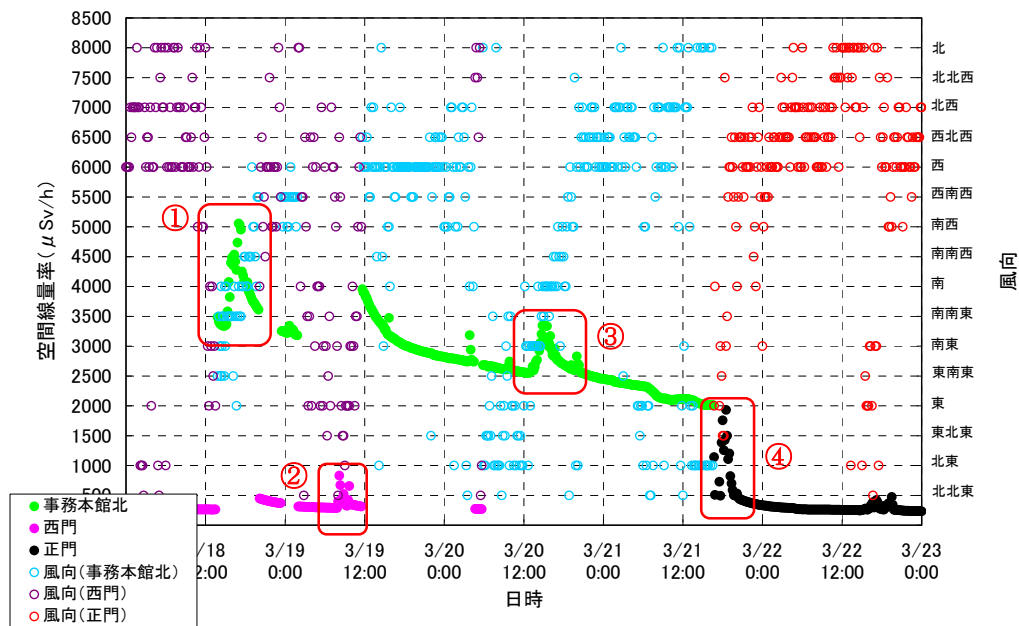 8500
8000
7500
7000
6500
6000
5500
5000
4500
4000
3500
3000
2500
2000
1500
1000
500
空間線量率(μSv/h)
北
北北西
北西
西北西
西
西南西
南西
南南西
南
南南東
南東
東南東
東
東北東
北東
北北東
風向
①
②
③
④
/18 3/19 3/19 3/20 3/20 3/21 3/21 3/22 3/22 3/23
2:00 0:00 12:00 0:00 12:00 0:00 12:00 0:00 12:00 0:00
日時
事務本館北
西門
正門
風向(事務本館北)
風向(西門)
風向(正門)